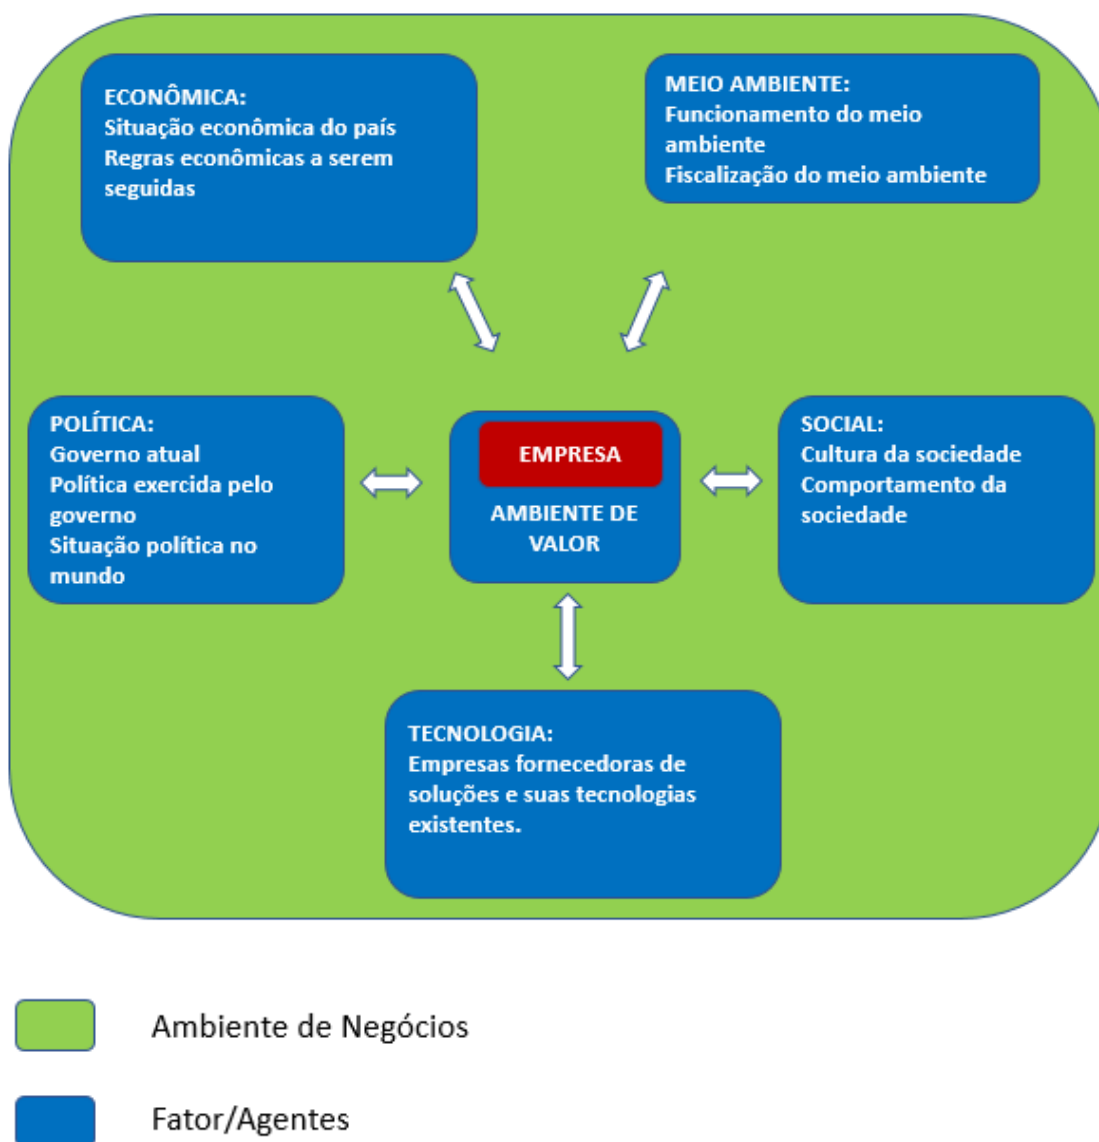 ECONÔMICA:
Situação econômica do país
Regras econômicas a serem
seguidas
MEIO AMBIENTE:
Funcionamento do meio
ambiente
Fiscalização do meio ambiente
POLÍTICA:
Governo atual
Política exercida pelo
governo
Situação política no
mundo
EMPRESA
AMBIENTE DE
VALOR
SOCIAL:
Cultura da sociedade
Comportamento da
sociedade
TECNOLOGIA:
Empresas fornecedoras de
soluções e suas tecnologias
existentes.
Ambiente de Negócios
Fator/Agentes